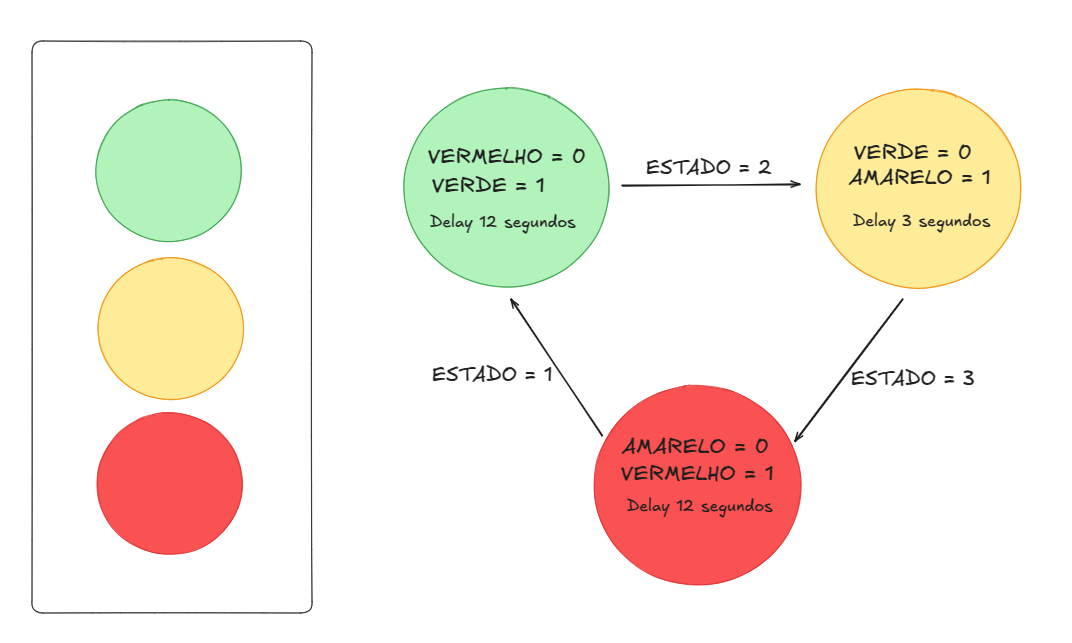 VERMELHO = 0
VERDE = 1
Delay 12 segundos
ESTADO = 2
VERDE = 0
AMARELO = 1
Delay 3 segundos
ESTADO = 1
ESTADO = 3
AMARELO = 0
VERMELHO = 1
Delay 12 segundos